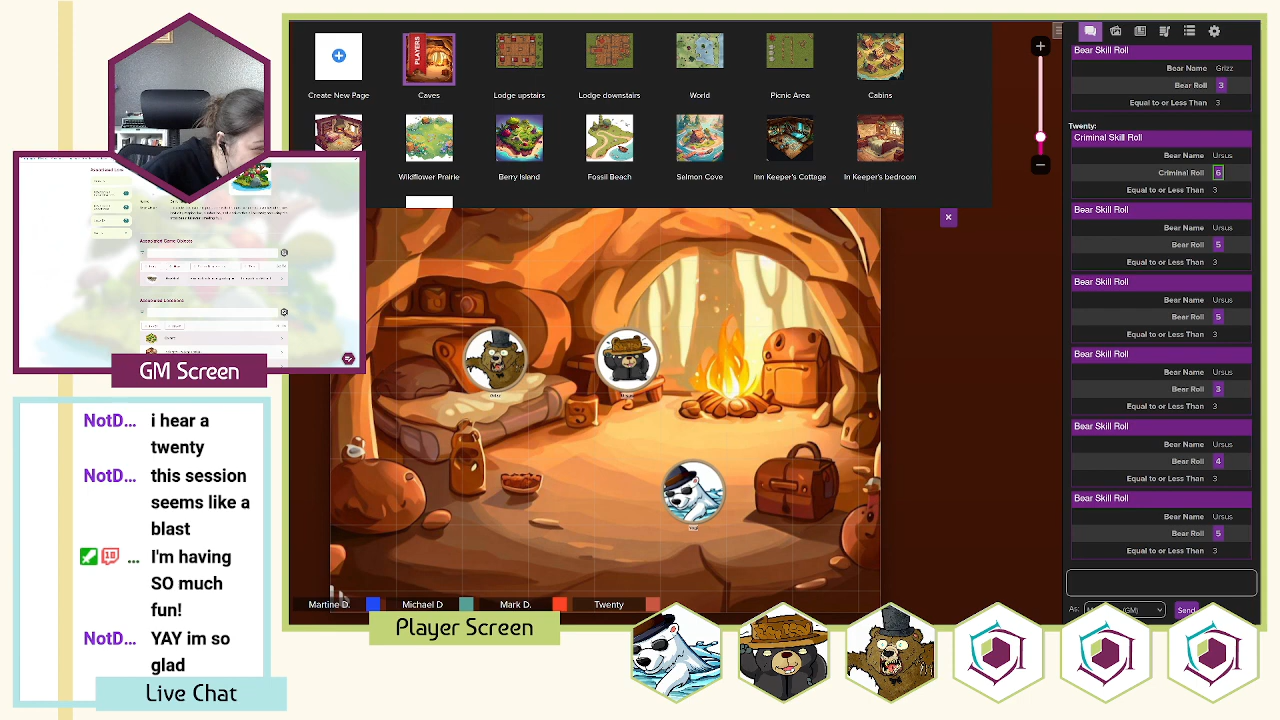 PLAYERS
Create New Page
Caves
Lodge upstairs
Lodge downstairs
World
Picnic Area
Cabins
Wildflower Prairie
Berry Island
Fossil Beach
Salmon Cove
Inn Keeper's Cottage
In Keeper's bedroom
GM Screen
NotD... i hear a
twenty
NotD... this session
seems like a
blast
... I'm having
SO much
fun!
NotD... YAY im so
glad
Live Chat
Martine D.
Michael D
Mark D.
Twenty
Player Screen
Bear Skill Roll
Bear Name Grizz
Bear Roll 3
Equal to or Less Than 3
Twenty:
Criminal Skill Roll
Bear Name Ursus
Criminal Roll 6
Equal to or Less Than 3
Bear Skill Roll
Bear Name Ursus
Bear Roll 5
Equal to or Less Than 3
Bear Skill Roll
Bear Name Ursus
Bear Roll 5
Equal to or Less Than 3
Bear Skill Roll
Bear Name Ursus
Bear Roll 3
Equal to or Less Than 3
Bear Skill Roll
Bear Name Ursus
Bear Roll 4
Equal to or Less Than 3
Bear Skill Roll
Bear Name Ursus
Bear Roll 5
Equal to or Less Than 3
As: (GM)
Send